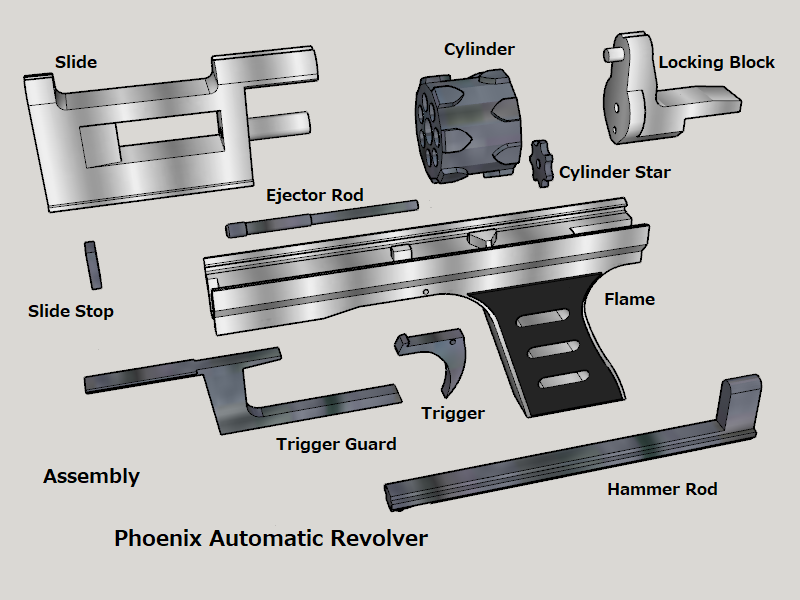 Slide
Cylinder
Locking Block
Cylinder Star
Ejector Rod
Slide Stop
Flame
Trigger
Trigger Guard
Assembly
Hammer Rod
Phoenix Automatic Revolver